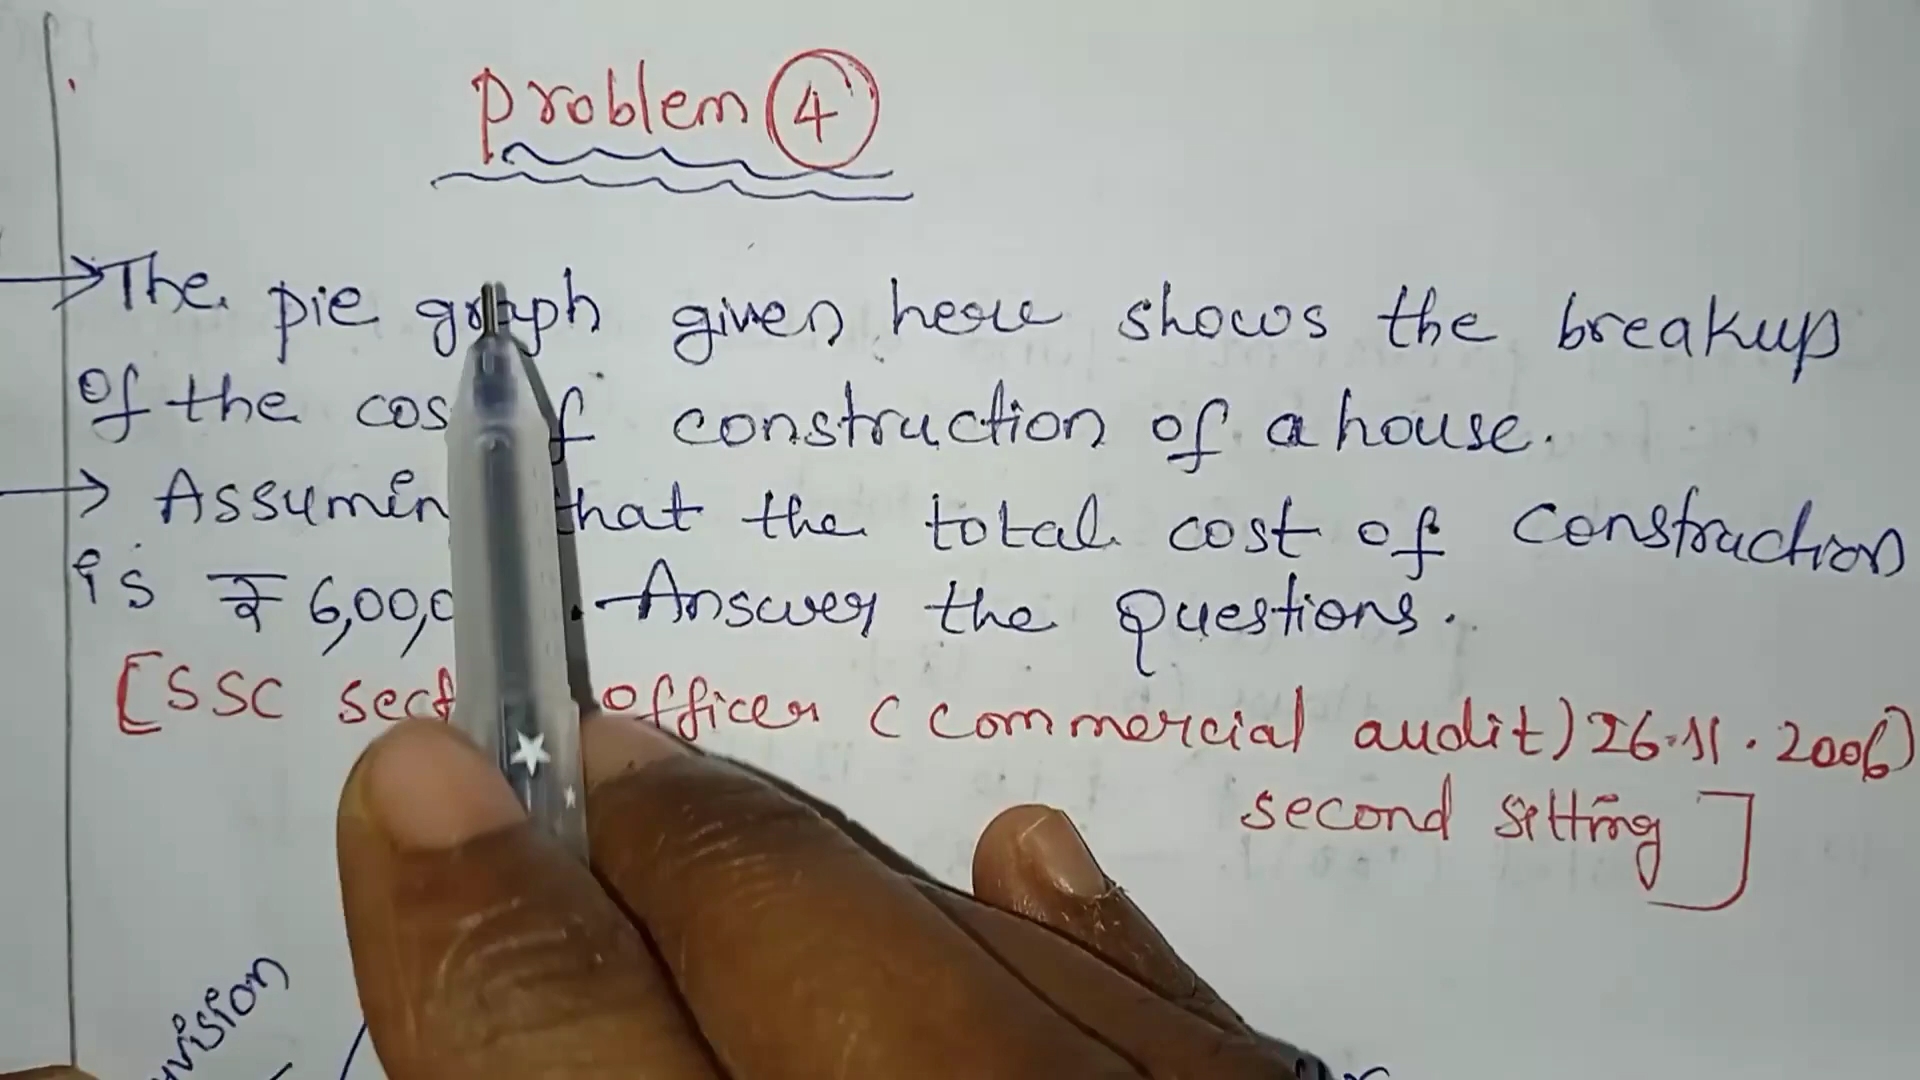 Problem 4
The pie graph given here shows the breakup
of the cos f construction of a house.
Assumin that the total cost of construction
is ₹ 6,00,0 . Answer the questions.
[SSC sect officer (commercial audit) 26.11.2006)
second sitting]
vision